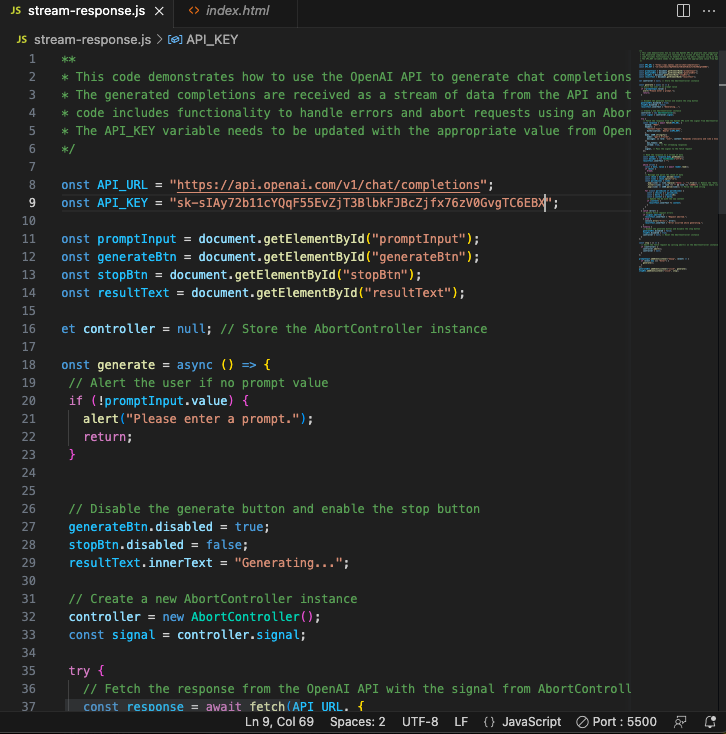 JS stream-response.js × <> index.html ...
JS stream-response.js > API_KEY
1 **
2 * This code demonstrates how to use the OpenAI API to generate chat completions
3 * The generated completions are received as a stream of data from the API and t
4 * code includes functionality to handle errors and abort requests using an Abor
5 * The API_KEY variable needs to be updated with the appropriate value from Open
6 */
7
8 onst API_URL = "https://api.openai.com/v1/chat/completions";
9 onst API_KEY = "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";
10
11 onst promptInput = document.getElementById("promptInput");
12 onst generateBtn = document.getElementById("generateBtn");
13 onst stopBtn = document.getElementById("stopBtn");
14 onst resultText = document.getElementById("resultText");
15
16 et controller = null; // Store the AbortController instance
17
18 onst generate = async () => {
19 // Alert the user if no prompt value
20 if (!promptInput.value) {
21 alert("Please enter a prompt.");
22 return;
23 }
24
25
26 // Disable the generate button and enable the stop button
27 generateBtn.disabled = true;
28 stopBtn.disabled = false;
29 resultText.innerText = "Generating...";
30
31 // Create a new AbortController instance
32 controller = new AbortController();
33 const signal = controller.signal;
34
35 try {
36 // Fetch the response from the OpenAI API with the signal from AbortControll
37 const response = await fetch(API_URL, {
Ln 9, Col 69 Spaces: 2 UTF-8 LF {} JavaScript Port : 5500